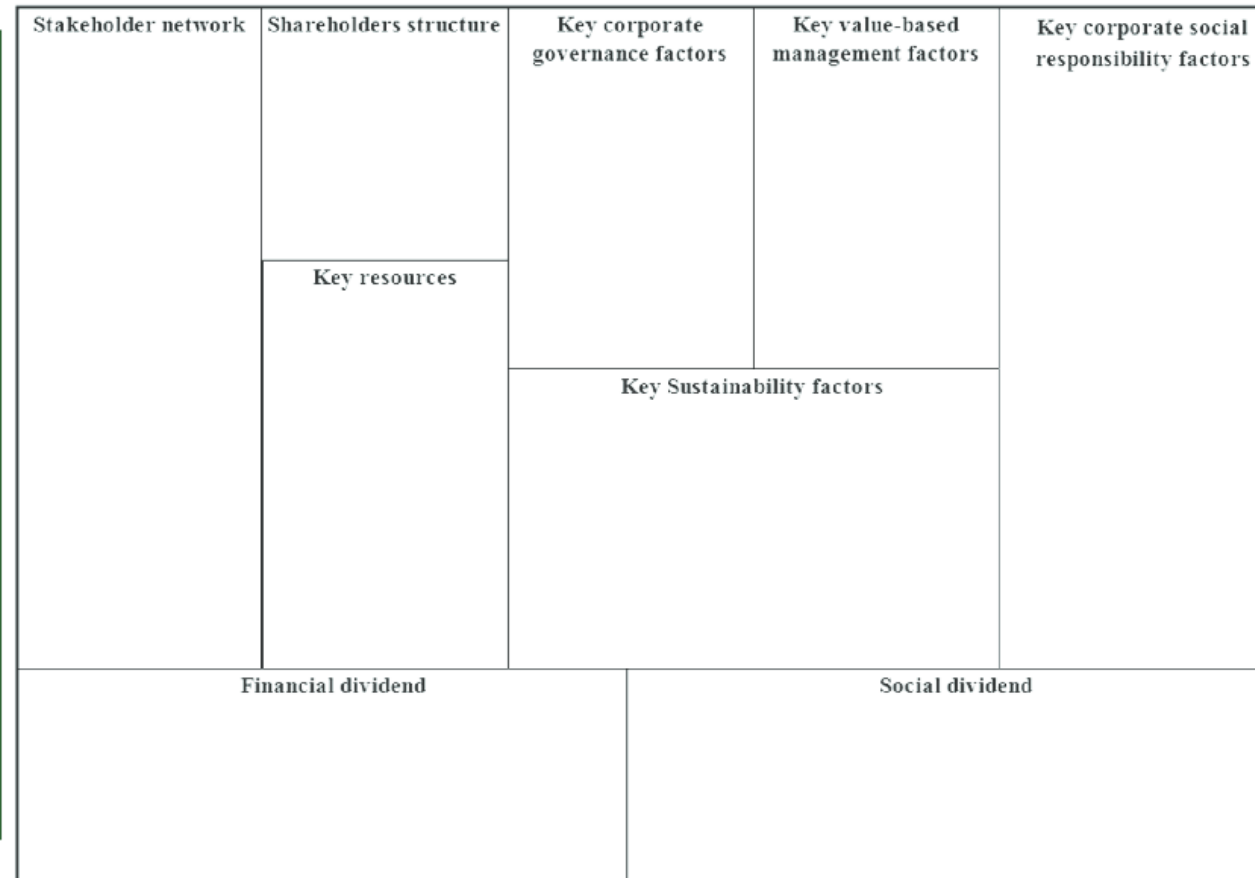 Stakeholder network
Shareholders structure
Key corporate
governance factors
Key value-based
management factors
Key corporate social
responsibility factors
Key resources
Key Sustainability factors
Financial dividend
Social dividend